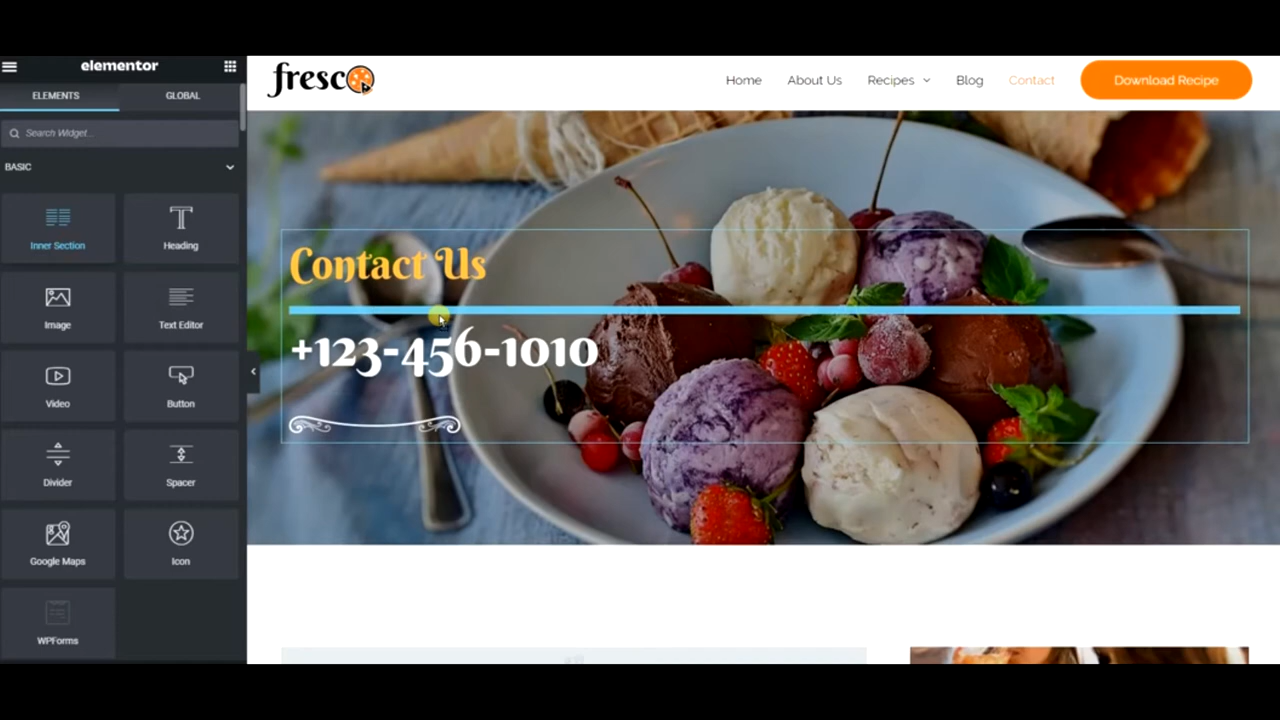 elementor
ELEMENTS GLOBAL
Search Widget...
BASIC
Inner Section Heading
Image Text Editor
Video Button
Divider Spacer
Google Maps Icon
WPForms
fresco
Home About Us Recipes Blog Contact Download Recipe
Contact Us
+123-456-1010